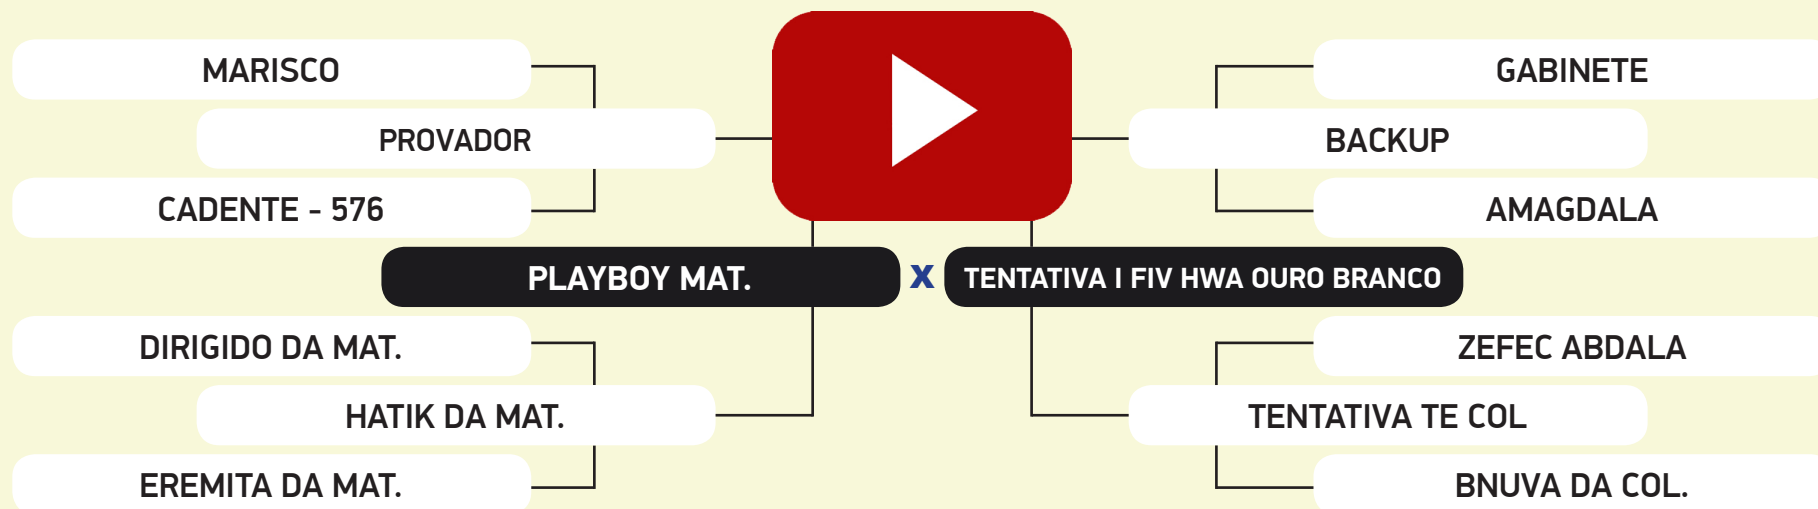 MARISCO
GABINETE
PROVADOR
BACKUP
CADENTE - 576
AMAGDALA
PLAYBOY MAT. X TENTATIVA I FIV HWA OURO BRANCO
DIRIGIDO DA MAT.
ZEFEC ABDALA
HATIK DA MAT.
TENTATIVA TE COL
EREMITA DA MAT.
BNUVA DA COL.